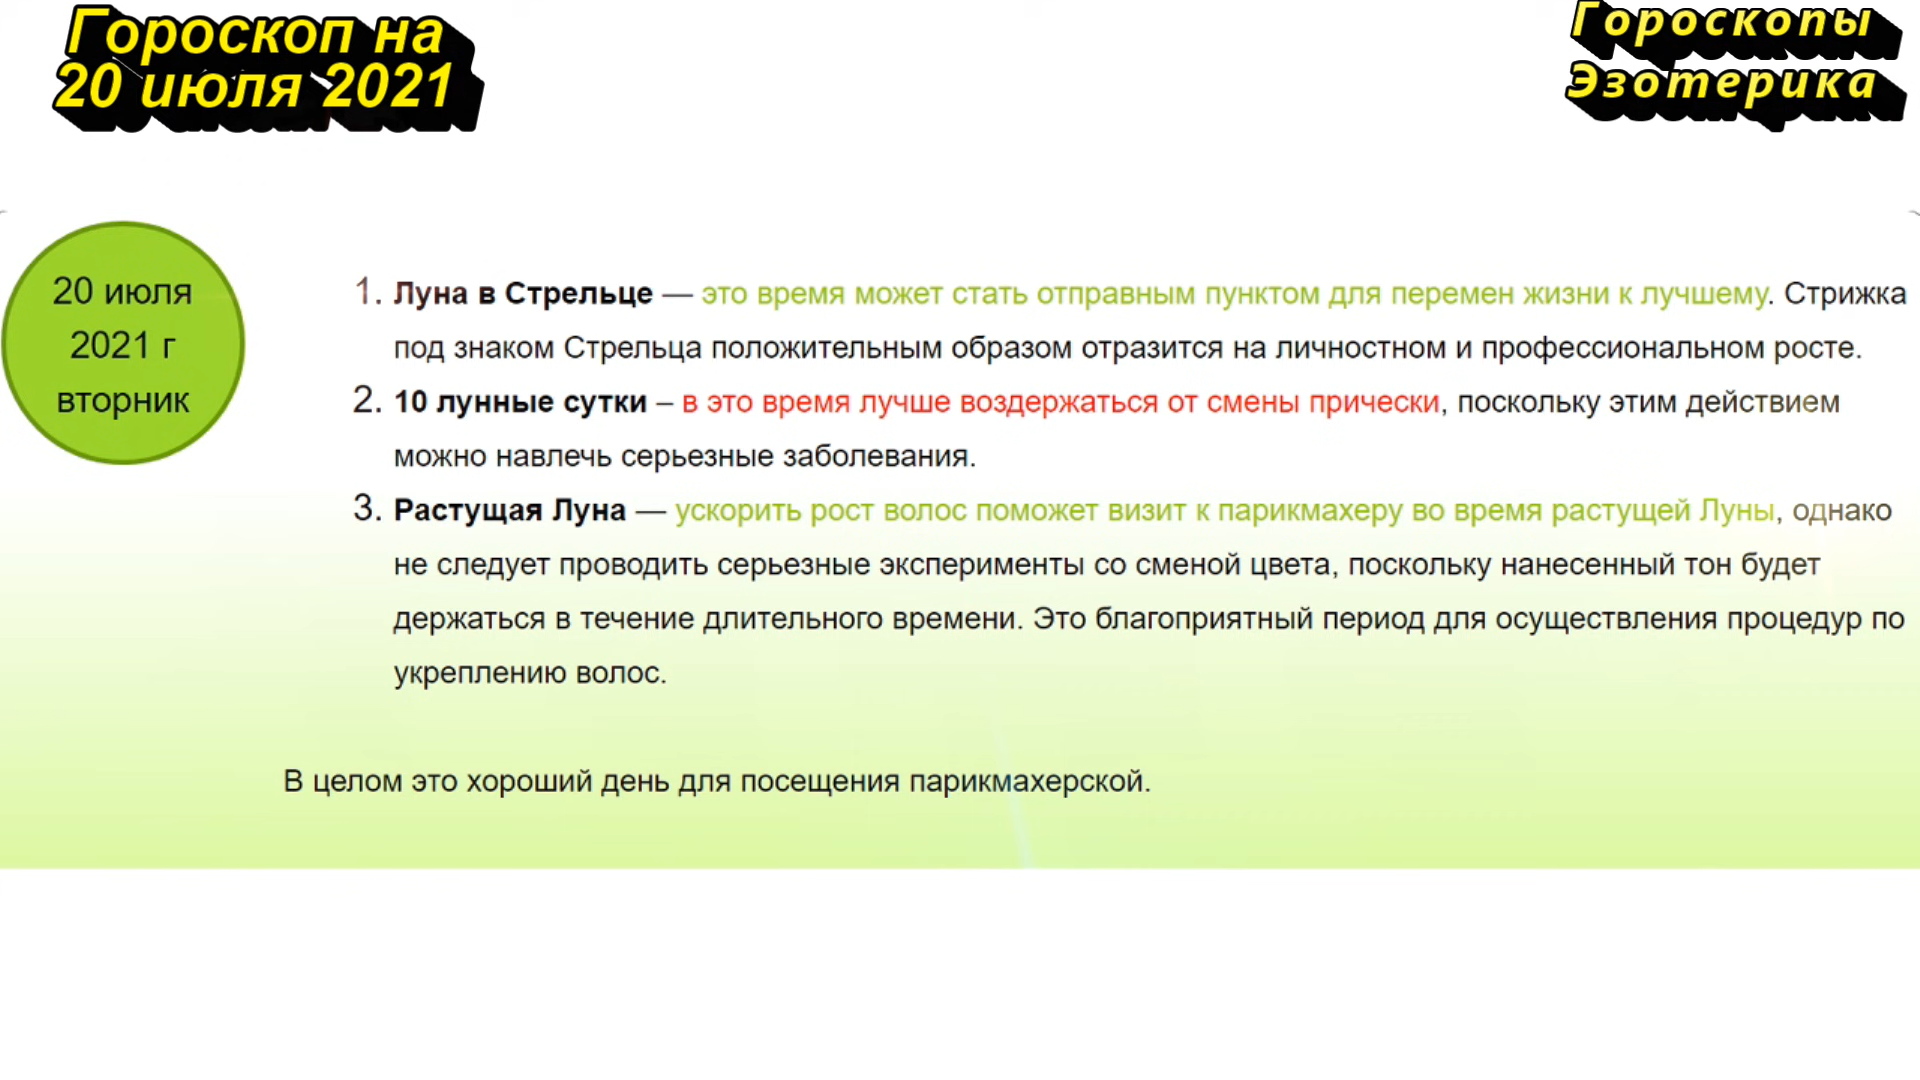 Гороскоп на
20 июля 2021
Гороскопы
Эзотерика
20 июля
2021 г
вторник
1. Луна в Стрельце — это время может стать отправным пунктом для перемен жизни к лучшему. Стрижка
под знаком Стрельца положительным образом отразится на личностном и профессиональном росте.
2. 10 лунные сутки – в это время лучше воздержаться от смены прически, поскольку этим действием
можно навлечь серьезные заболевания.
3. Растущая Луна — ускорить рост волос поможет визит к парикмахеру во время растущей Луны, однако
не следует проводить серьезные эксперименты со сменой цвета, поскольку нанесенный тон будет
держаться в течение длительного времени. Это благоприятный период для осуществления процедур по
укреплению волос.
В целом это хороший день для посещения парикмахерской.